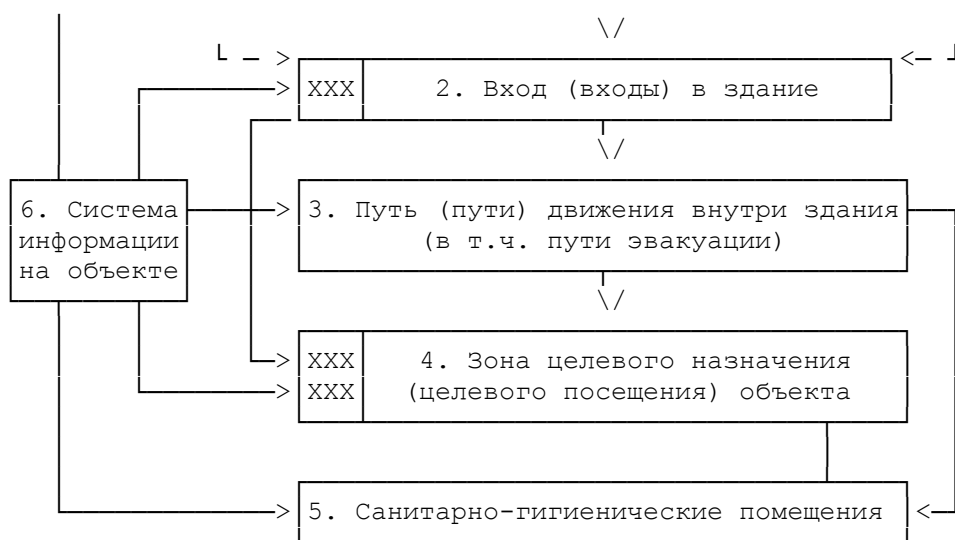 XXX 2. Вход (входы) в здание
6. Система
информации
на объекте
3. Путь (пути) движения внутри здания
(в т.ч. пути эвакуации)
XXX 4. Зона целевого назначения
XXX (целевого посещения) объекта
5. Санитарно-гигиенические помещения